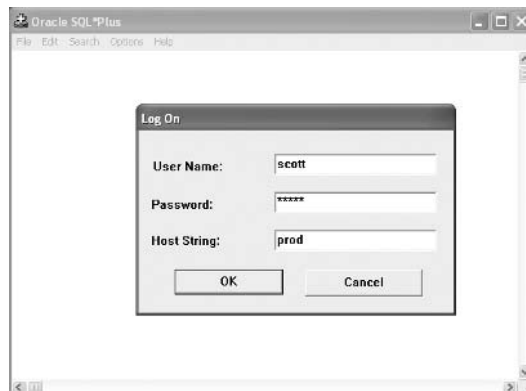 Oracle SQL*Plus
File Edit Search Options Help
Log On
User Name: scott
Password: *****
Host String: prod
OK Cancel